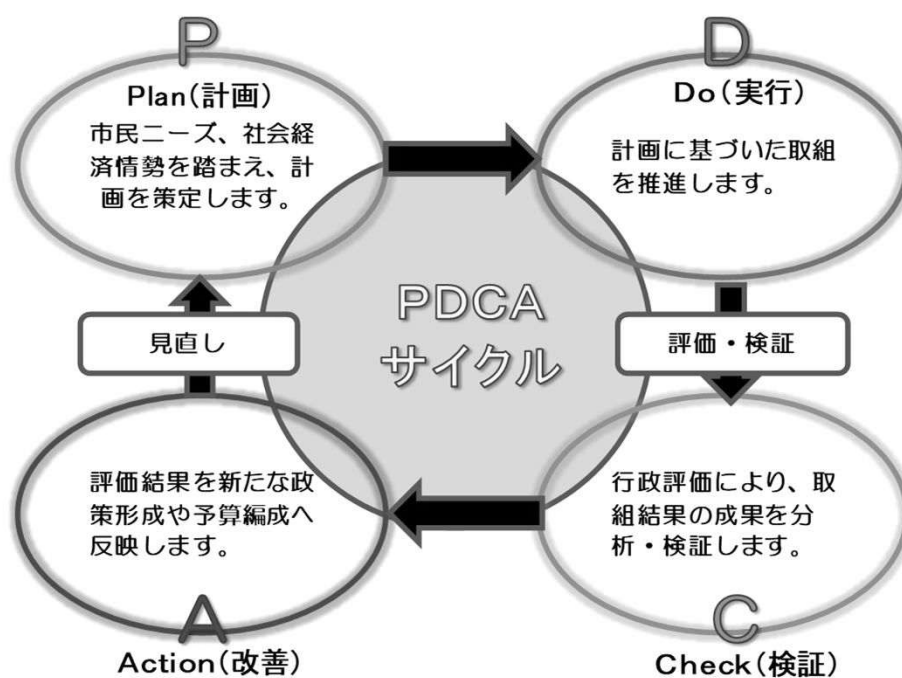 P
Plan(計画)
市民ニーズ、社会経
済情勢を踏まえ、計
画を策定します。
D
Do(実行)
計画に基づいた取組
を推進します。
PDCA
サイクル
見直し
評価・検証
評価結果を新たな政
策形成や予算編成へ
反映します。
A
Action(改善)
行政評価により、取
組結果の成果を分
析・検証します。
C
Check(検証)